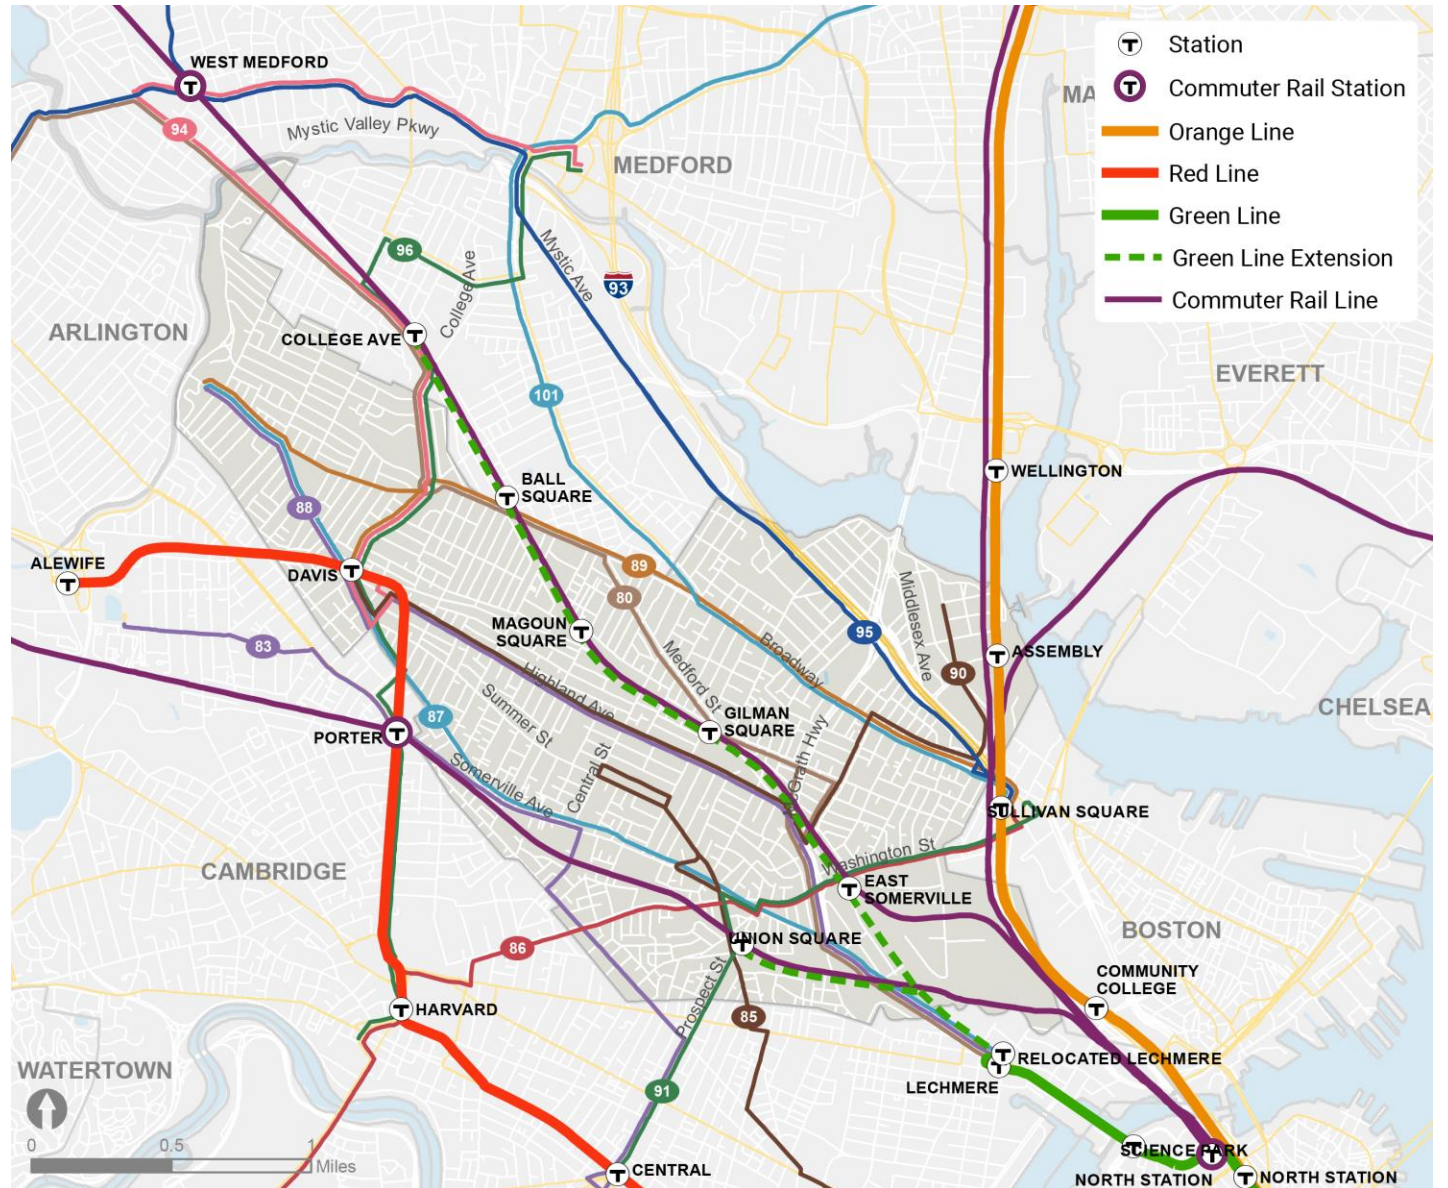 WEST MEDFORD
94
Mystic Valley Pkwy
MEDFORD
T Station
T Commuter Rail Station
Orange Line
Red Line
Green Line
Green Line Extension
Commuter Rail Line
MA
96
College Ave
Mystic Ave
93
ARLINGTON
COLLEGE AVE
101
EVERETT
WELLINGTON
BALL
SQUARE
88
ALEWIFE
DAVIS
89
80
MAGOUN
SQUARE
83
Medford St
Broadway
95
Middlesex Ave
90
ASSEMBLY
CHELSEA
Highland Ave
Summer St
87
PORTER
GILMAN
SQUARE
Somerville Ave
Central St
McGrath Hwy
SULLIVAN SQUARE
Washington St
CAMBRIDGE
EAST
SOMERVILLE
86
UNION SQUARE
BOSTON
Prospect St
85
COMMUNITY
COLLEGE
HARVARD
WATERTOWN
RELOCATED LECHMERE
LECHMERE
91
0 0.5 1
Miles
CENTRAL
SCIENCE PARK
NORTH STATION
NORTH STATION